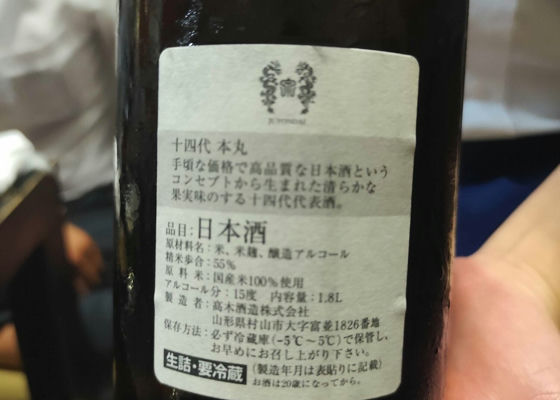 JUYONDAI
十四代 本丸
手頃な価格で高品質な日本酒という
コンセプトから生まれた清らかな
果実味のする十四代代表酒。
品目:日本酒
原材料名:米、米麹、醸造アルコール
精米歩合:55%
原料米:国産米100%使用
アルコール分:15度 内容量:1.8L
製造者:高木酒造株式会社
山形県村山市大字富並1826番地
保存方法:必ず冷蔵庫(-5℃~5℃)で保管し、
お早めにお召し上がり下さい。
生詰・要冷蔵 (製造年月は表貼りに記載)
お酒は20歳になってから。